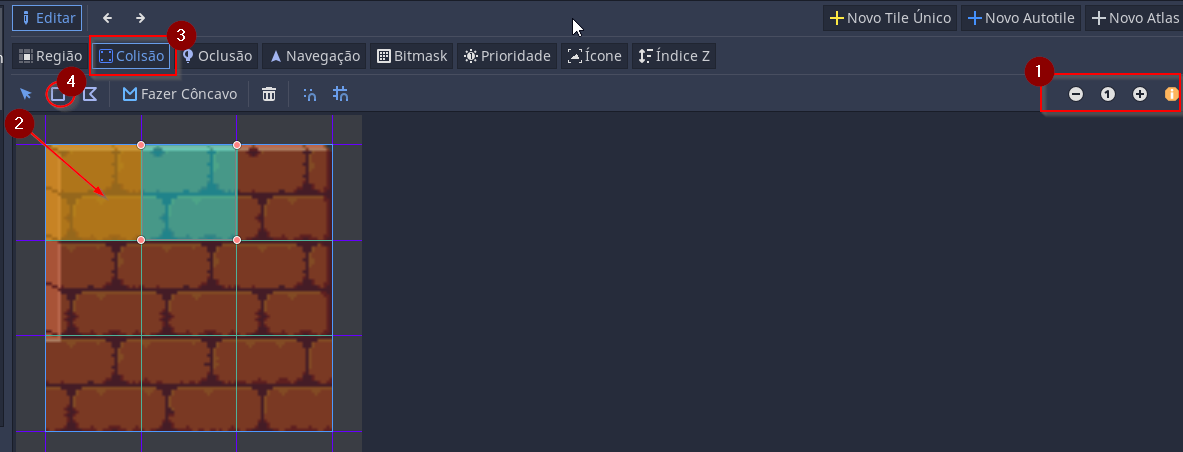 Editar
Novo Tile Único
Novo Autotile
Novo Atlas
3
Região
Colisão
Oclusão
Navegação
Bitmask
Prioridade
Ícone
Índice Z
4
1
Fazer Côncavo
1
2